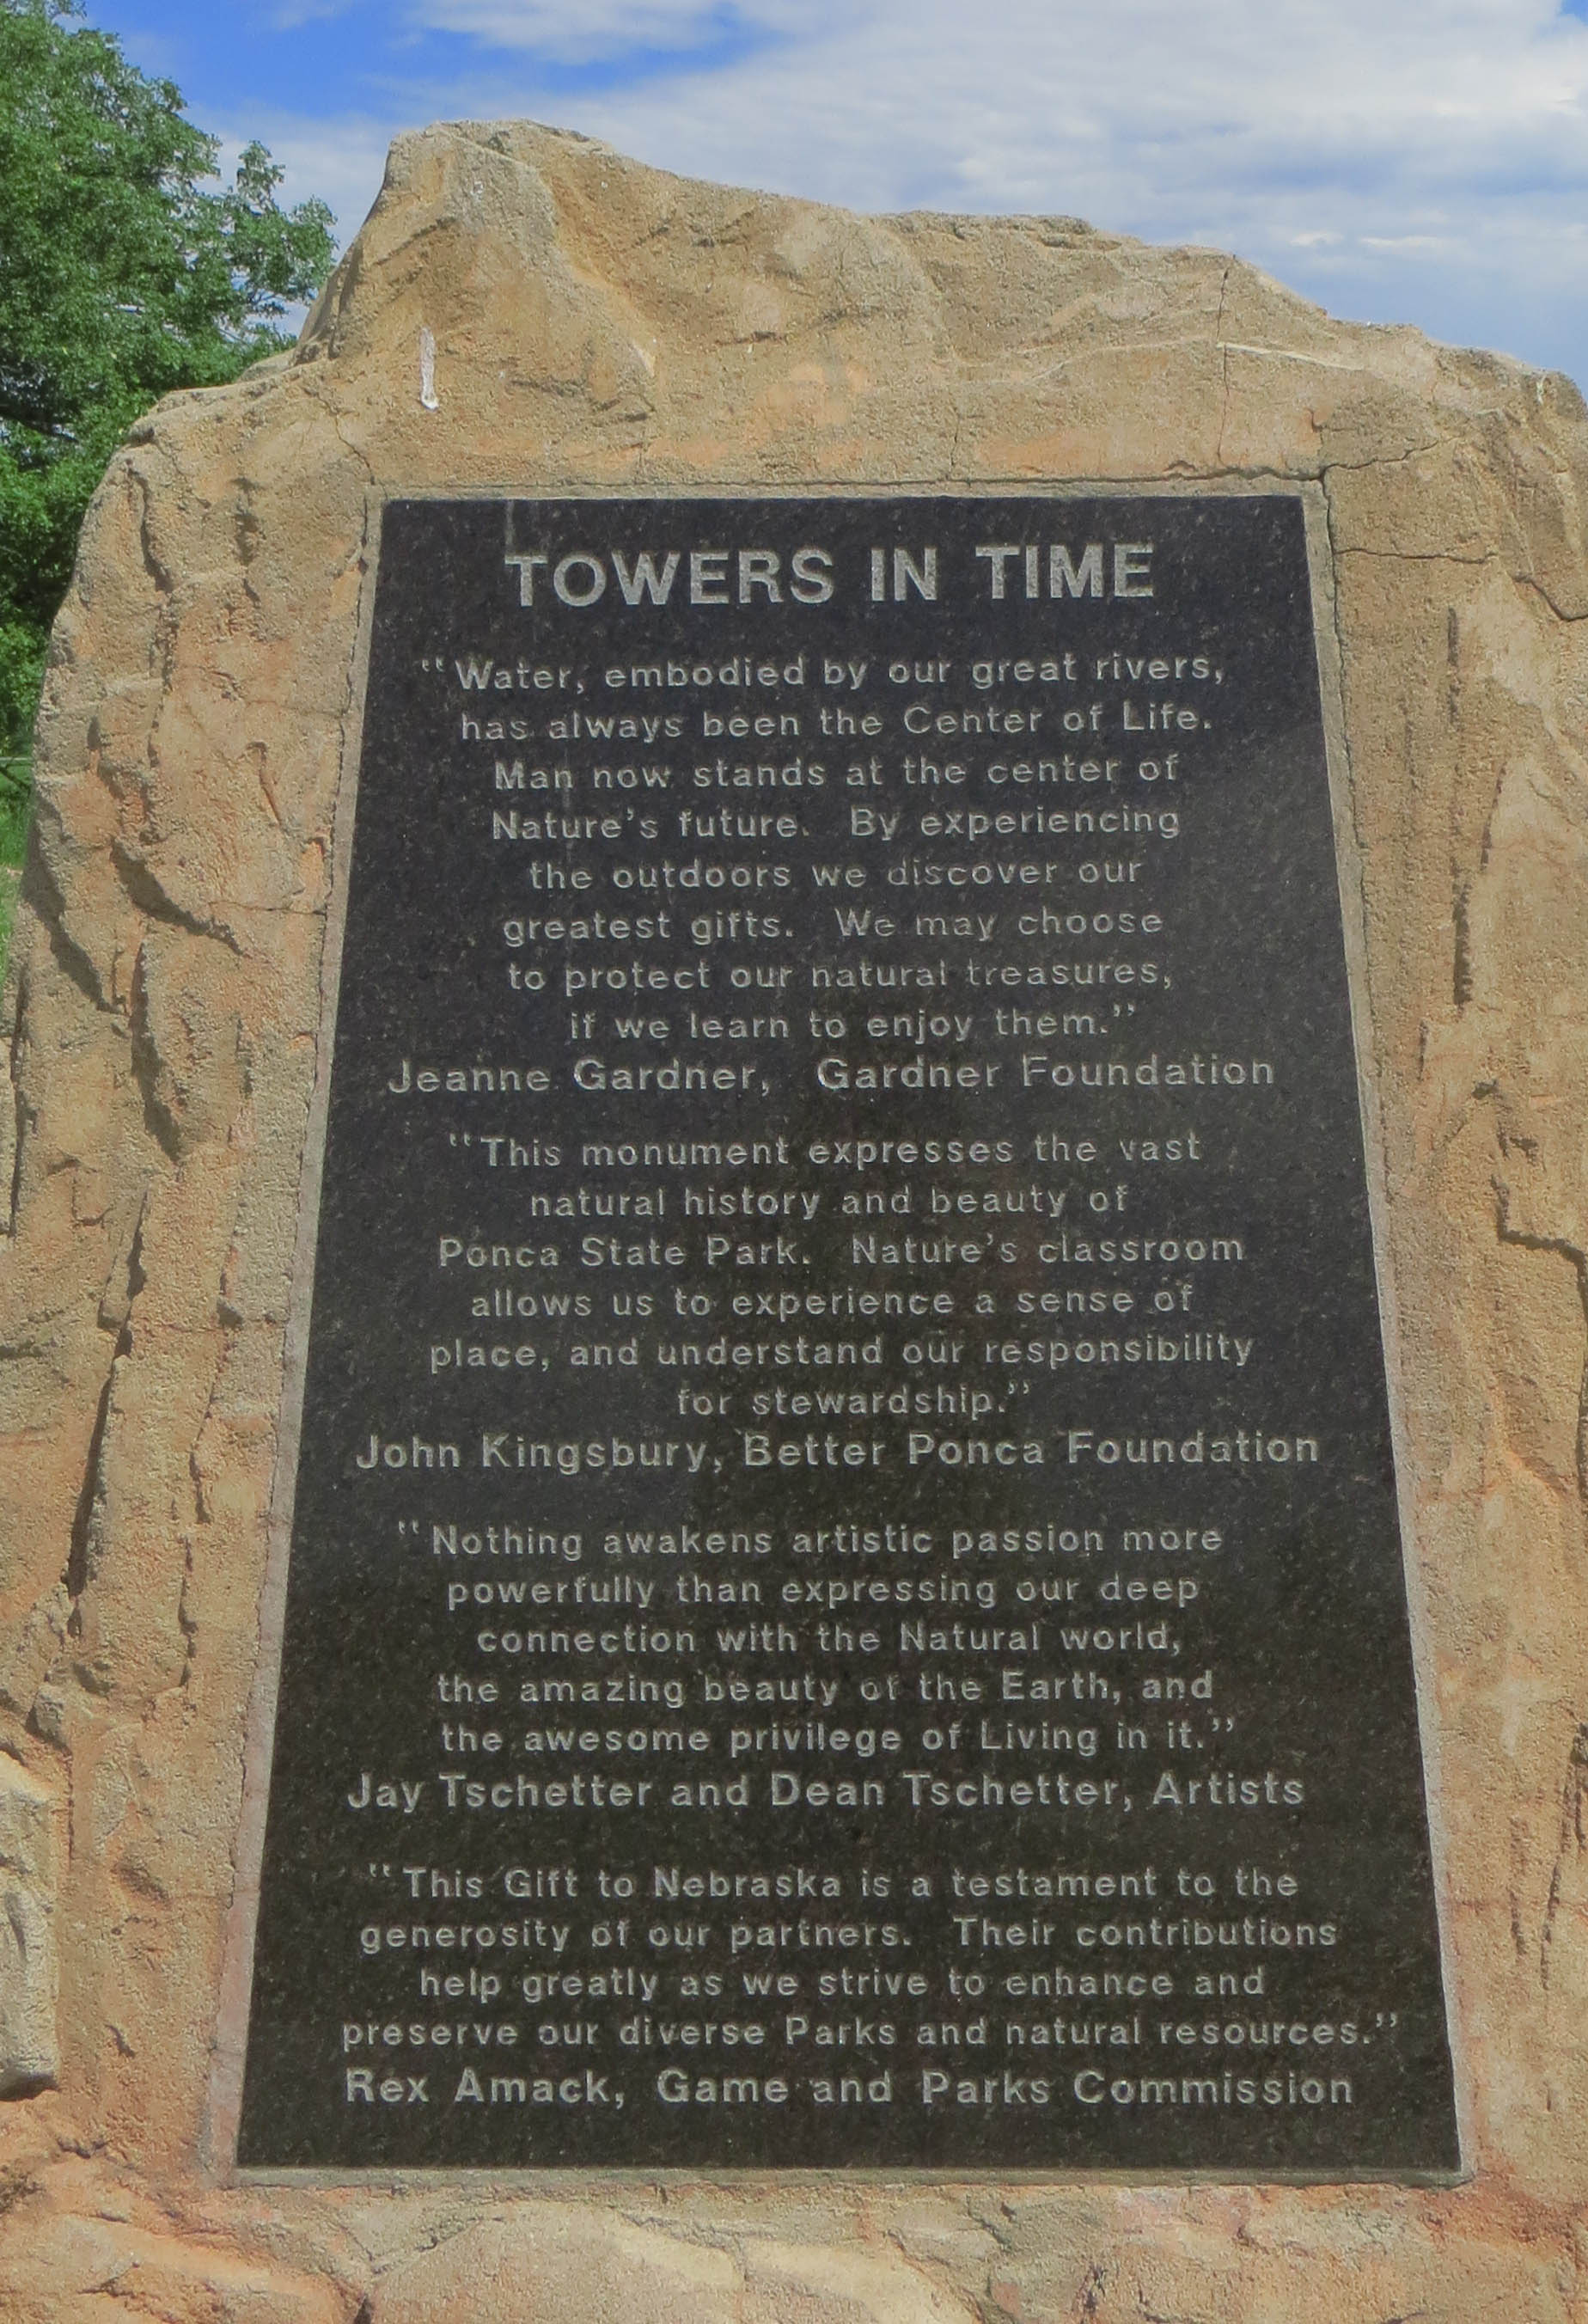 TOWERS IN TIME
"Water, embodied by our great rivers,
has always been the Center of Life.
Man now stands at the center of
Nature's future. By experiencing
the outdoors we discover our
greatest gifts. We may choose
to protect our natural treasures,
if we learn to enjoy them."
Jeanne Gardner, Gardner Foundation
"This monument expresses the vast
natural history and beauty of
Ponca State Park. Nature's classroom
allows us to experience a sense of
place, and understand our responsibility
for stewardship."
John Kingsbury, Better Ponca Foundation
"Nothing awakens artistic passion more
powerfully than expressing our deep
connection with the Natural world,
the amazing beauty of the Earth, and
the awesome privilege of Living in it."
Jay Tschetter and Dean Tschetter, Artists
"This Gift to Nebraska is a testament to the
generosity of our partners. Their contributions
help greatly as we strive to enhance and
preserve our diverse Parks and natural resources."
Rex Amack, Game and Parks Commission